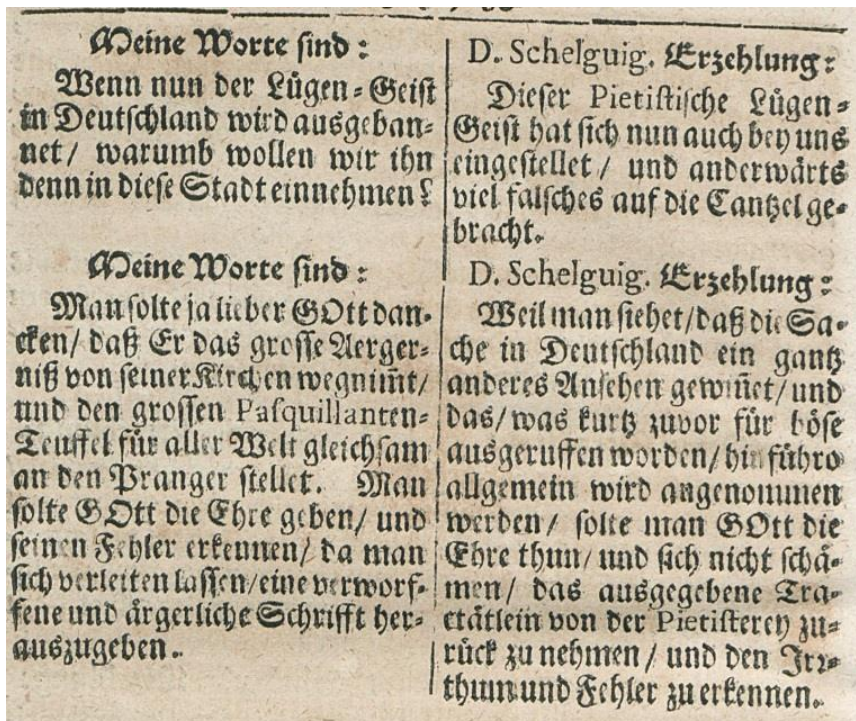 Meine Worte sind:
Wenn nun der Lügen-Geist
in Deutschland wird ausgeban-
net/ warumb wollen wir ihn
denn in diese Stadt einnehmen?
Meine Worte sind:
Man solte ja lieber GOtt dan-
cken/ daß Er das grosse Aerger-
niß von seiner Kirchen wegnim̃t/
und den grossen Pasquillanten-
Teuffel für aller Welt gleichsam
an den Pranger stellet. Man
solte GOtt die Ehre geben/ und
seinen Fehler erkennen/ da man
sich verleiten lassen/ eine verworf-
fene und ärgerliche Schrifft her-
auszugeben.
D. Schelguig. Erzehlung:
Dieser Pietistische Lügen-
Geist hat sich nun auch bey uns
eingestellet/ und anderwärts
viel falsches auf die Cantzel ge-
bracht.
D. Schelguig. Erzehlung:
Weil man siehet/ daß die Sa-
che in Deutschland ein gantz
anderes Ansehen gewiñet/ und
das/ was kurtz zuvor für böse
ausgeruffen worden/ hinführo
allgemein wird angenommen
werden/ solte man GOtt die
Ehre thun/ und sich nicht schä-
men/ das ausgegebene Tra-
ctätlein von der Pietisterey zu-
rück zu nehmen/ und den Irr-
thum und Fehler zu erkennen.